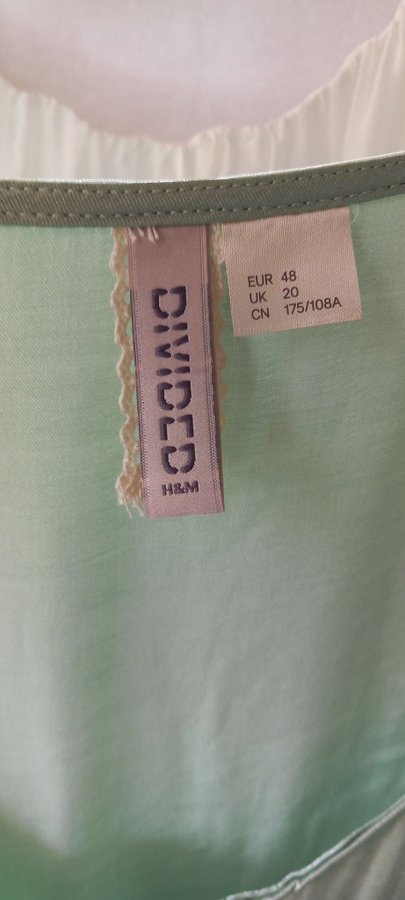 DIVIDED
H&M
EUR 48
UK 20
CN 175/108A